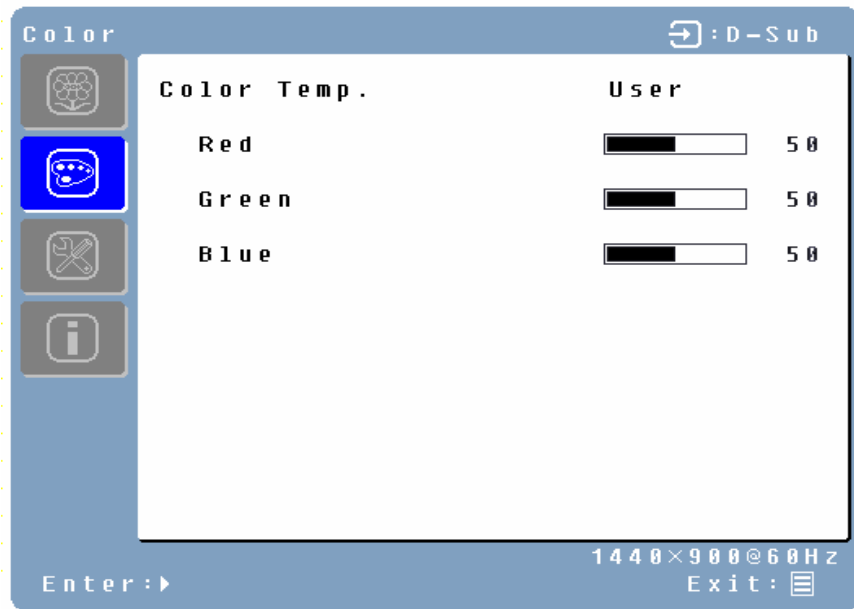 Color :D-Sub
Color Temp. User
Red 50
Green 50
Blue 50
1440×900@60Hz
Enter: Exit: